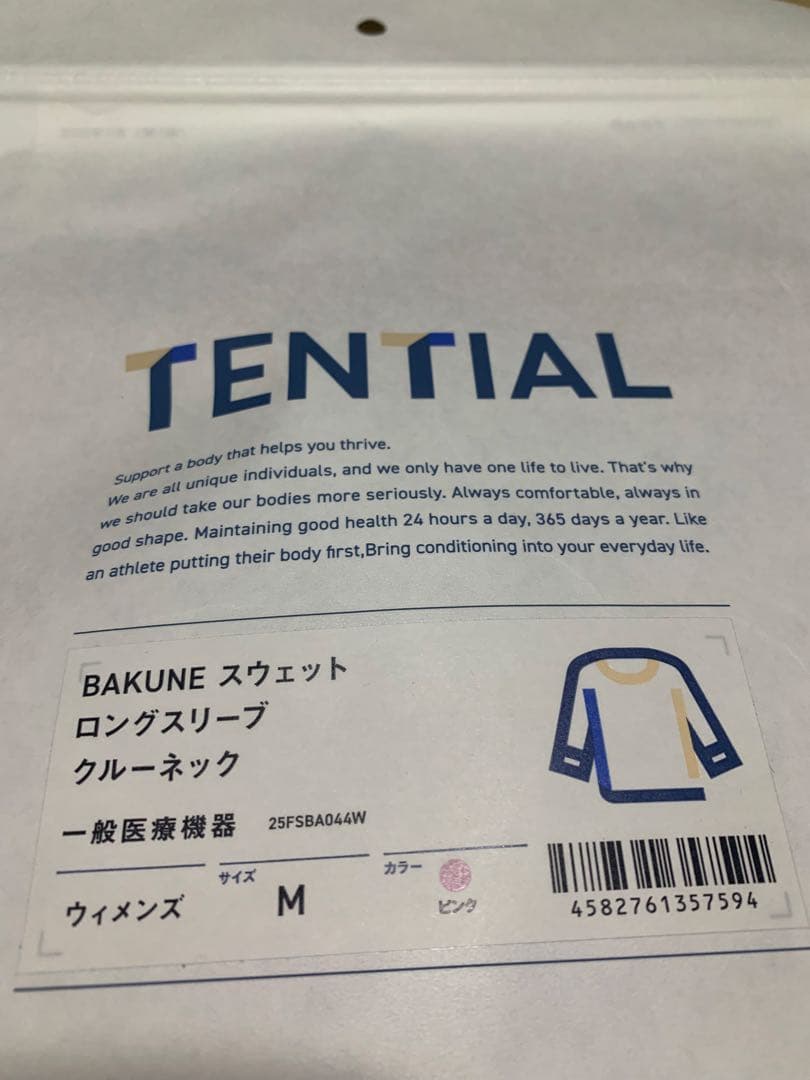 TENTIAL
Support a body that helps you thrive.
We are all unique individuals, and we only have one life to live. That's why
we should take our bodies more seriously. Always comfortable, always in
good shape. Maintaining good health 24 hours a day, 365 days a year. Like
an athlete putting their body first,Bring conditioning into your everyday life.
BAKUNE スウェット
ロングスリーブ
クルーネック
一般医療機器 25FSBA044W
ウィメンズ サイズ M カラー ピンク
4582761357594